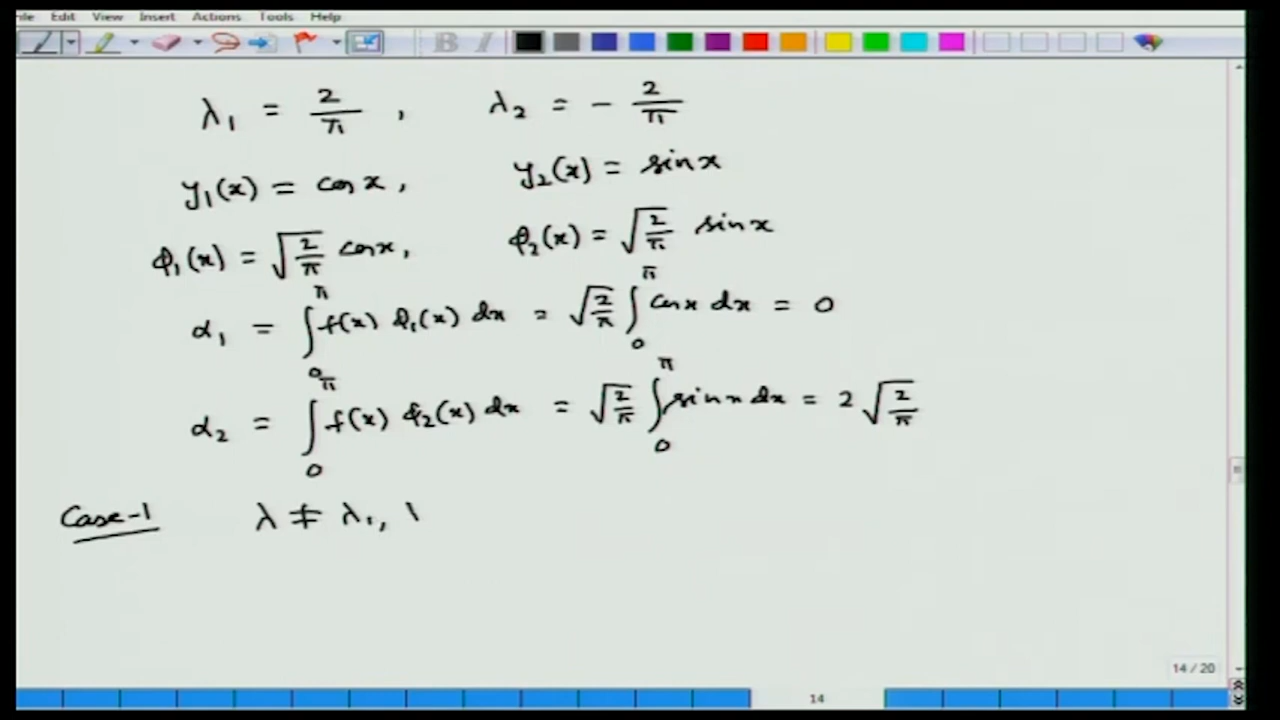 File Edit View Insert Actions Tools Help
B I
λ₁ = 2/π , λ₂ = - 2/π
y₁(x) = cos x, y₂(x) = sin x
φ₁(x) = √(2/π) cos x, φ₂(x) = √(2/π) sin x
α₁ = ∫₀^π f(x) φ₁(x) dx = √(2/π) ∫₀^π cos x dx = 0
α₂ = ∫₀^π f(x) φ₂(x) dx = √(2/π) ∫₀^π sin x dx = 2 √(2/π)
Case-1 λ ≠ λ₁,
14 / 20
14